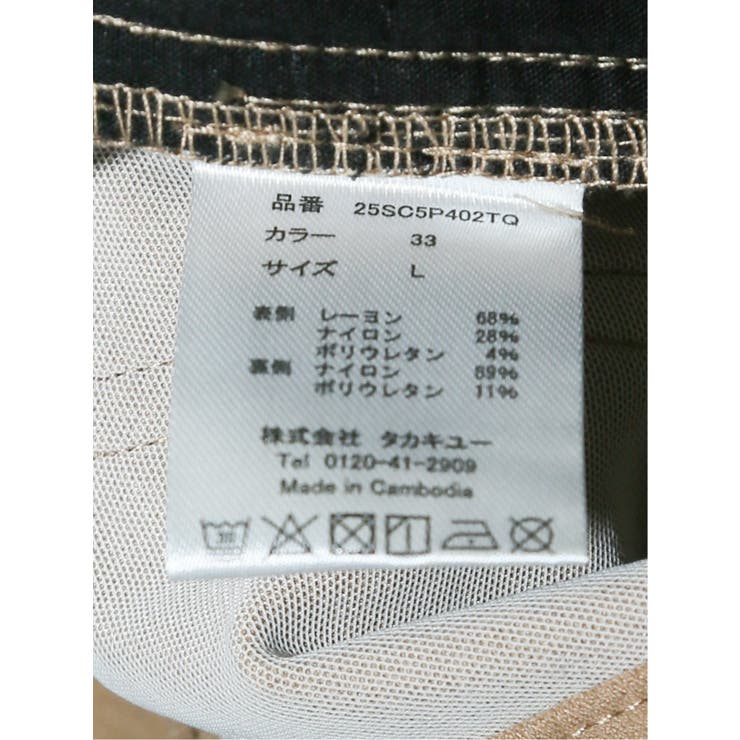 品番 25SC5P402TQ
カラー 33
サイズ L
表側 レーヨン 68%
ナイロン 28%
ポリウレタン 4%
裏側 ナイロン 89%
ポリウレタン 11%
株式会社 タカキュー
Tel 0120-41-2909
Made in Cambodia